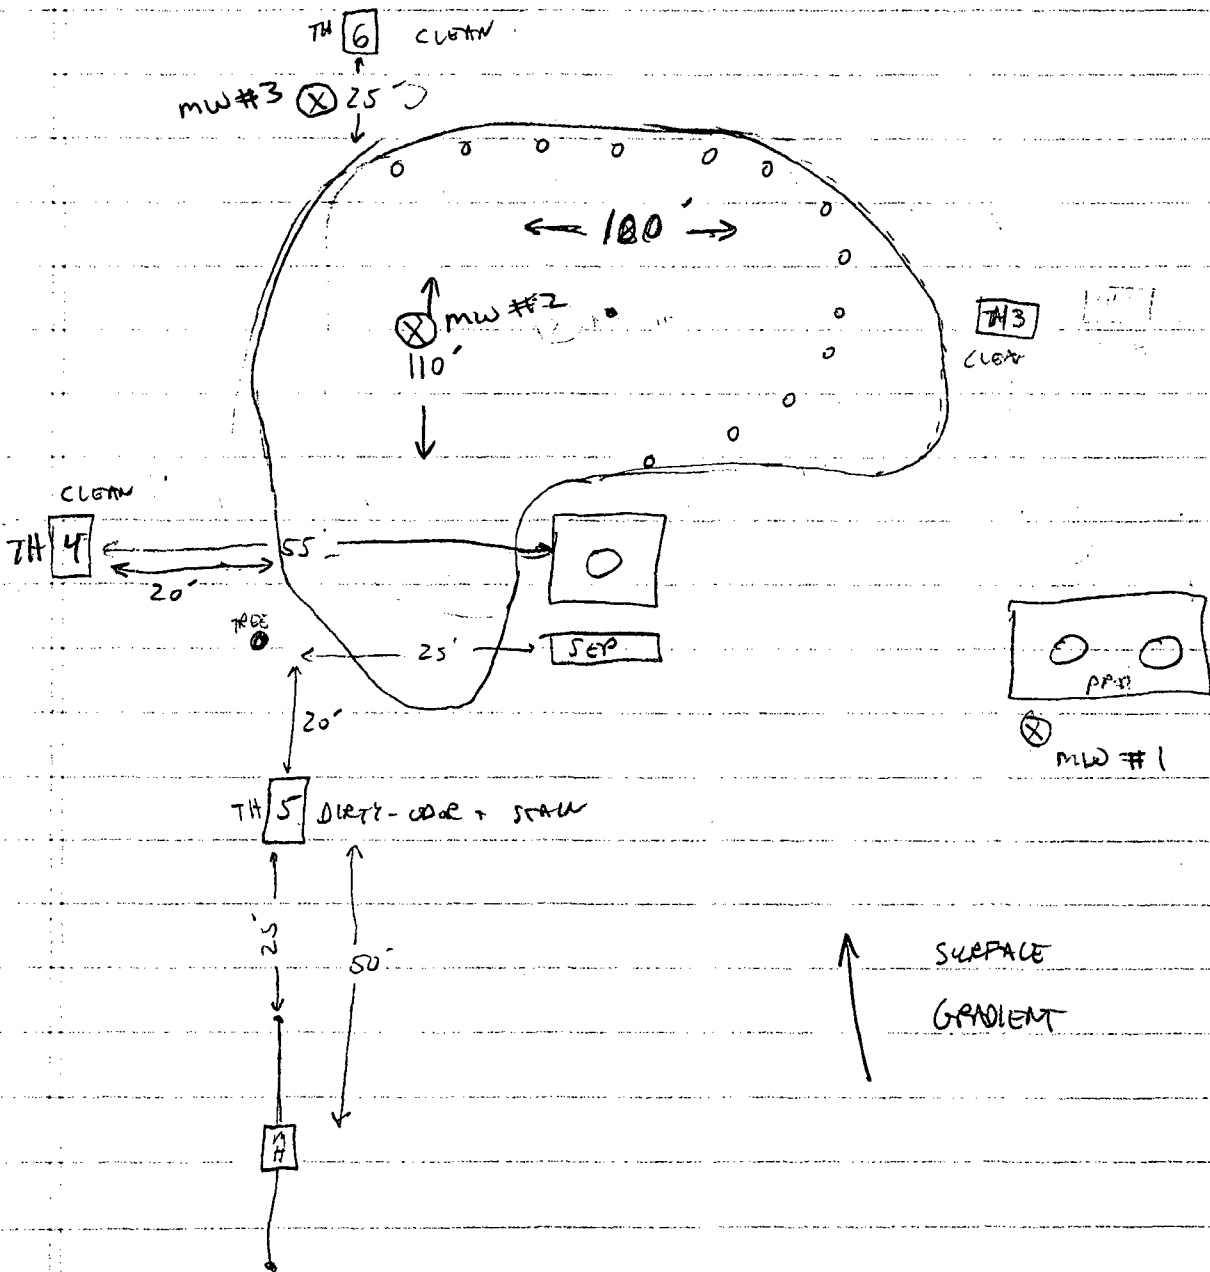 TH 6 CLEAN
MW #3 X 25'
100'
MW #2
X
110'
TH3
CLEAN
CLEAN
TH 4
55'
20'
TREE
25'
SEP
20'
X
MW #1
TH 5 DIRTY-ODOR + STAIN
25'
50'
SURFACE
GRADIENT